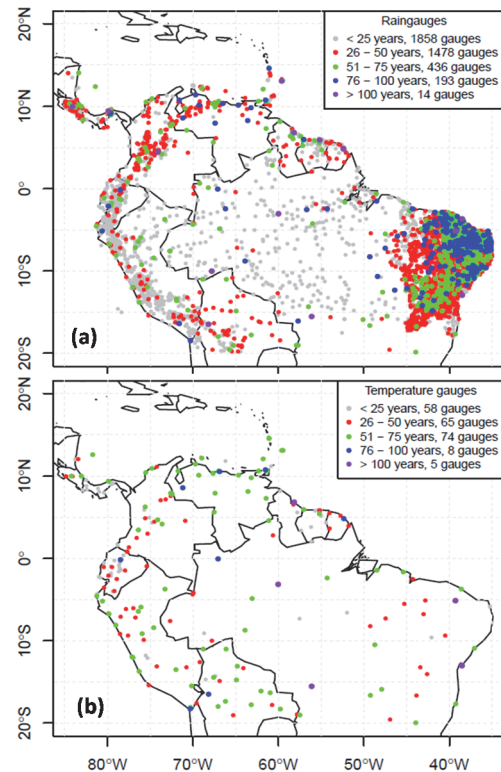 20°N
10°N
0°
10°S
20°S
Raingauges
< 25 years, 1858 gauges
26 – 50 years, 1478 gauges
51 – 75 years, 436 gauges
76 – 100 years, 193 gauges
> 100 years, 14 gauges
(a)
20°N
10°N
0°
10°S
20°S
Temperature gauges
< 25 years, 58 gauges
26 – 50 years, 65 gauges
51 – 75 years, 74 gauges
76 – 100 years, 8 gauges
> 100 years, 5 gauges
(b)
80°W 70°W 60°W 50°W 40°W